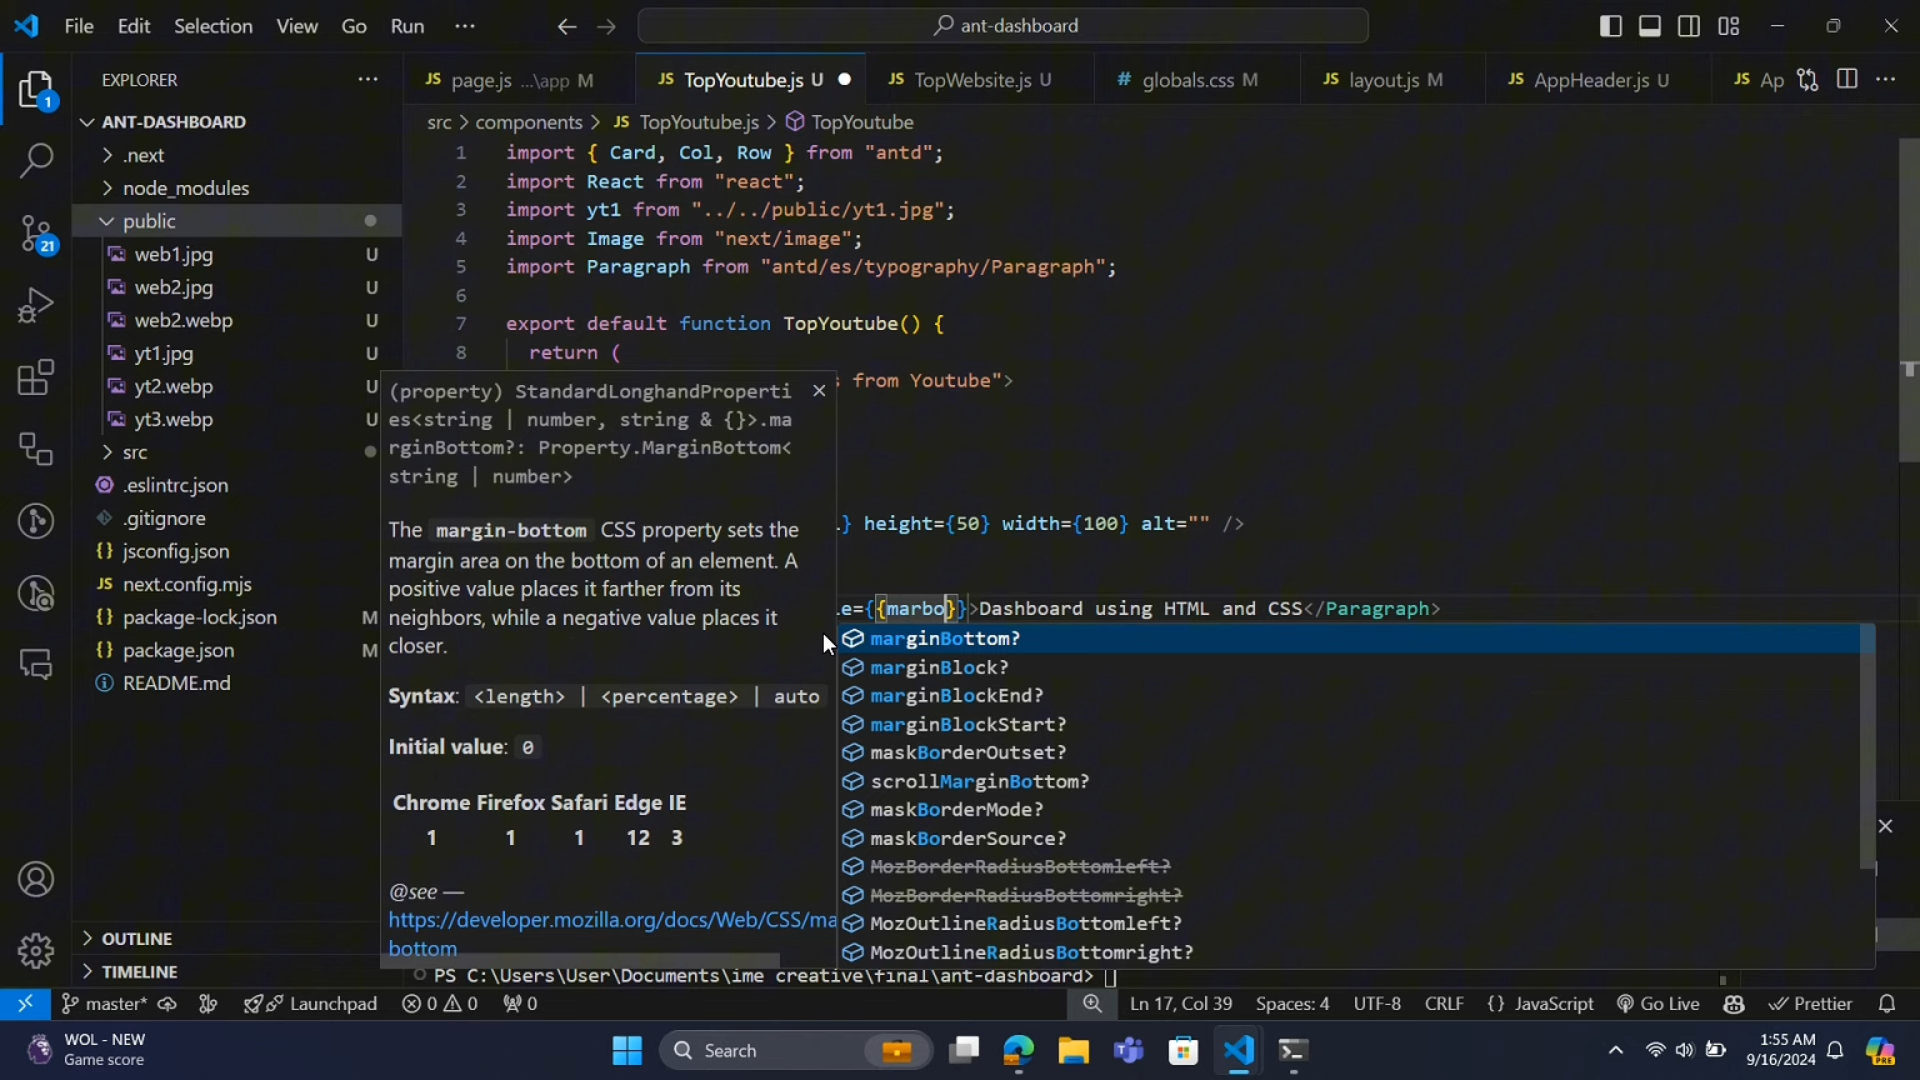 File Edit Selection View Go Run ···
ant-dashboard
EXPLORER
JS page.js ...\app M
JS TopYoutube.js U
JS TopWebsite.js U
# globals.css M
JS layout.js M
JS AppHeader.js U
JS Ap
1
ANT-DASHBOARD
src > components > JS TopYoutube.js > TopYoutube
.next
node_modules
public
web1.jpg U
web2.jpg U
web2.webp U
yt1.jpg U
yt2.webp U
yt3.webp U
src
.eslintrc.json
.gitignore
jsconfig.json
JS next.config.mjs
{} package-lock.json M
{} package.json M
README.md
21
OUTLINE
TIMELINE
1 import { Card, Col, Row } from "antd";
2 import React from "react";
3 import yt1 from "../../public/yt1.jpg";
4 import Image from "next/image";
5 import Paragraph from "antd/es/typography/Paragraph";
6
7 export default function TopYoutube() {
8 return (
s from Youtube">
} height={50} width={100} alt="" />
le={{marbo}}>Dashboard using HTML and CSS</Paragraph>
(property) StandardLonghandProperti
es<string | number, string & {}>.ma
rginBottom?: Property.MarginBottom<
string | number>
The margin-bottom CSS property sets the
margin area on the bottom of an element. A
positive value places it farther from its
neighbors, while a negative value places it
closer.
Syntax: <length> | <percentage> | auto
Initial value: 0
Chrome Firefox Safari Edge IE
1 1 1 12 3
@see —
https://developer.mozilla.org/docs/Web/CSS/ma
bottom
marginBottom?
marginBlock?
marginBlockEnd?
marginBlockStart?
maskBorderOutset?
scrollMarginBottom?
maskBorderMode?
maskBorderSource?
MozBorderRadiusBottomleft?
MozBorderRadiusBottomright?
MozOutlineRadiusBottomleft?
MozOutlineRadiusBottomright?
PS C:\Users\User\Documents\ime creative\final\ant-dashboard>
master* Launchpad 0 0 0 Ln 17, Col 39 Spaces: 4 UTF-8 CRLF {} JavaScript Go Live Prettier
WOL - NEW
Game score
Search
1:55 AM
9/16/2024
PRE